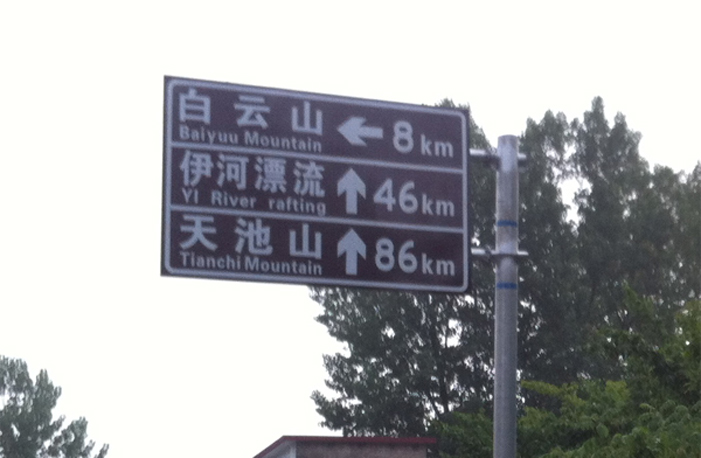 白云山 ← 8 km
Baiyuu Mountain
伊河漂流 ↑ 46 km
YI River rafting
天池山 ↑ 86 km
Tianchi Mountain